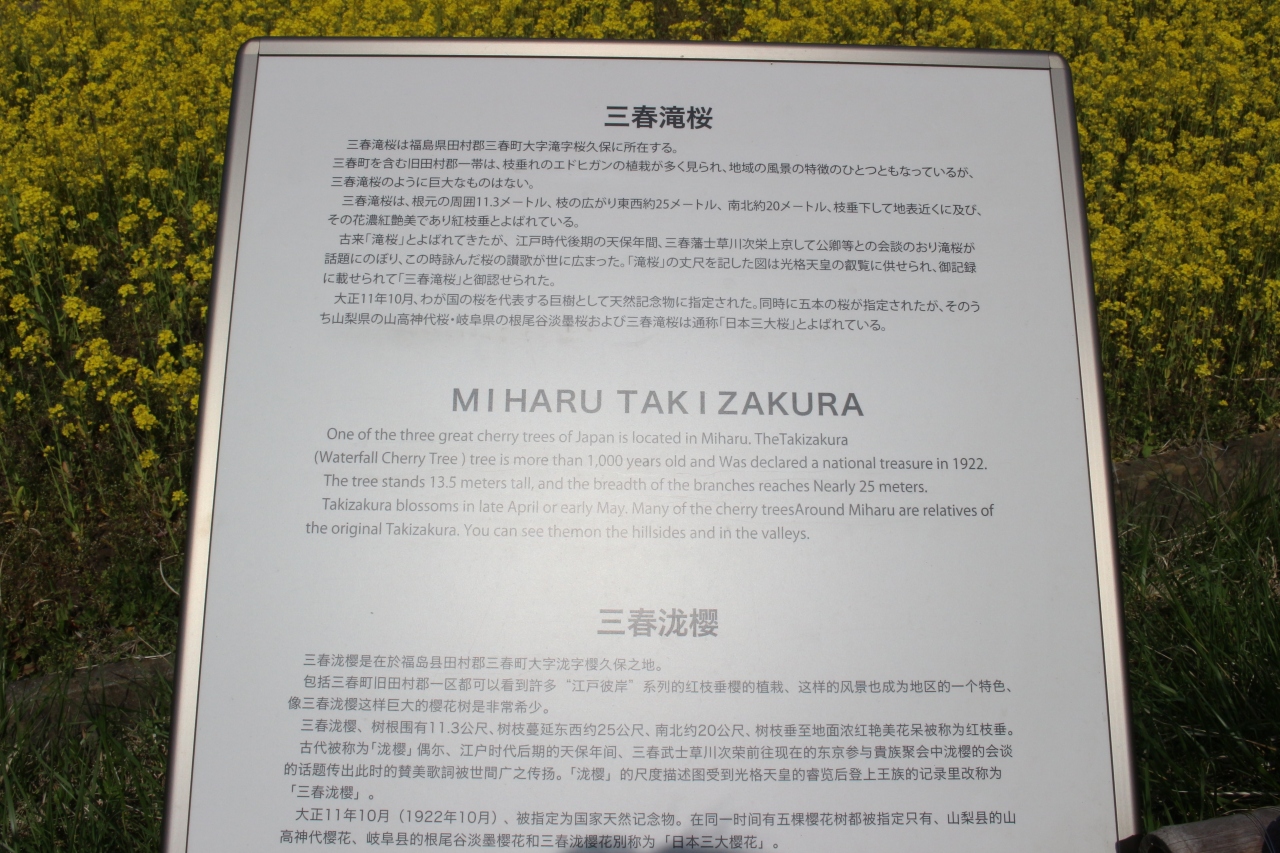 三春滝桜
三春滝桜は福島県田村郡三春町大字滝字桜久保に所在する。
三春町を含む旧田村郡一帯は、枝垂れのエドヒガンの植栽が多く見られ、地域の風景の特徴のひとつともなっているが、
三春滝桜のように巨大なものはない。
三春滝桜は、根元の周囲11.3メートル、枝の広がり東西約25メートル、南北約20メートル、枝垂下して地表近くに及び、
その花濃紅艶美であり紅枝垂とよばれている。
古来「滝桜」とよばれてきたが、江戸時代後期の天保年間、三春藩士草川次栄上京して公卿等との会談のおり滝桜が
話題にのぼり、この時詠んだ桜の讃歌が世に広まった。「滝桜」の丈尺を記した図は光格天皇の叡覧に供せられ、御記録
に載せられて「三春滝桜」と御認せられた。
大正11年10月、わが国の桜を代表する巨樹として天然記念物に指定された。同時に五本の桜が指定されたが、そのう
ち山梨県の山高神代桜・岐阜県の根尾谷淡墨桜および三春滝桜は通称「日本三大桜」とよばれている。
MIHARU TAKIZAKURA
One of the three great cherry trees of Japan is located in Miharu. TheTakizakura
(Waterfall Cherry Tree ) tree is more than 1,000 years old and Was declared a national treasure in 1922.
The tree stands 13.5 meters tall, and the breadth of the branches reaches Nearly 25 meters.
Takizakura blossoms in late April or early May. Many of the cherry treesAround Miharu are relatives of
the original Takizakura. You can see themon the hillsides and in the valleys.
三春泷樱
三春泷樱是在於福岛县田村郡三春町大字泷字樱久保之地。
包括三春町旧田村郡一区都可以看到許多“江戸彼岸”系列的红枝垂樱的植栽、这样的风景也成为地区的一个特色、
像三春泷樱这样巨大的樱花树是非常希少。
三春泷樱、树根围有11.3公尺、树枝蔓延东西约25公尺、南北约20公尺、树枝垂至地面浓红艳美花呆被称为红枝垂。
古代被称为「泷樱」偶尔、江户时代后期的天保年间、三春武士草川次荣前往现在的东京参与貴族聚会中泷樱的会谈
的话题传出此时的賛美歌詞被世間广之传扬。「泷樱」的尺度描述图受到光格天皇的睿览后登上王族的记录里改称为
「三春泷樱」。
大正11年10月（1922年10月）、被指定为国家天然记念物。在同一时间有五棵樱花树都被指定只有、山梨県的山
高神代樱花、岐阜县的根尾谷淡墨樱花和三春泷樱花別称为「日本三大樱花」。